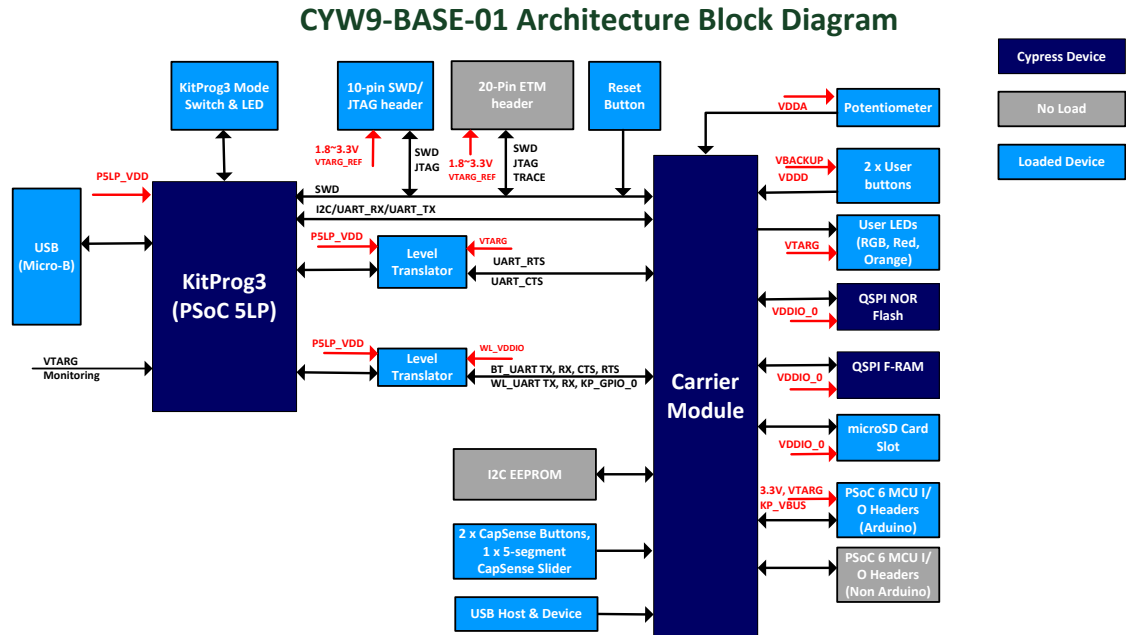 CYW9-BASE-01 Architecture Block Diagram
Cypress Device
No Load
Loaded Device
KitProg3 Mode
Switch & LED
10-pin SWD/
JTAG header
20-Pin ETM
header
Reset
Button
1.8~3.3V
VTARG_REF
SWD
JTAG
1.8~3.3V
VTARG_REF
SWD
JTAG
TRACE
P5LP_VDD
USB
(Micro-B)
KitProg3
(PSoC 5LP)
VTARG
Monitoring
SWD
I2C/UART_RX/UART_TX
P5LP_VDD
Level
Translator
VTARG
UART_RTS
UART_CTS
P5LP_VDD
Level
Translator
WL_VDDIO
BT_UART TX, RX, CTS, RTS
WL_UART TX, RX, KP_GPIO_0
I2C EEPROM
2 x CapSense Buttons,
1 x 5-segment
CapSense Slider
USB Host & Device
Carrier
Module
VDDA
Potentiometer
VBACKUP
VDDD
2 x User
buttons
VTARG
User LEDs
(RGB, Red,
Orange)
VDDIO_0
QSPI NOR
Flash
VDDIO_0
QSPI F-RAM
VDDIO_0
microSD Card
Slot
3.3V, VTARG
KP_VBUS
PSoC 6 MCU I/
O Headers
(Arduino)
PSoC 6 MCU I/
O Headers
(Non Arduino)